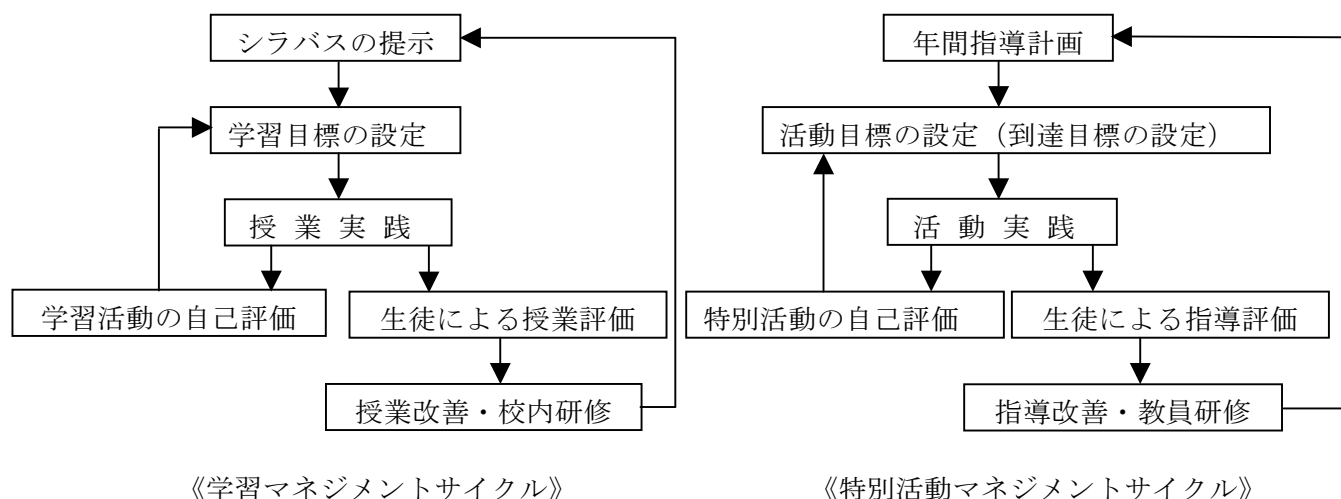 シラバスの提示
学習目標の設定
授 業 実 践
学習活動の自己評価
生徒による授業評価
授業改善・校内研修
《学習マネジメントサイクル》
年間指導計画
活動目標の設定（到達目標の設定）
活 動 実 践
特別活動の自己評価
生徒による指導評価
指導改善・教員研修
《特別活動マネジメントサイクル》